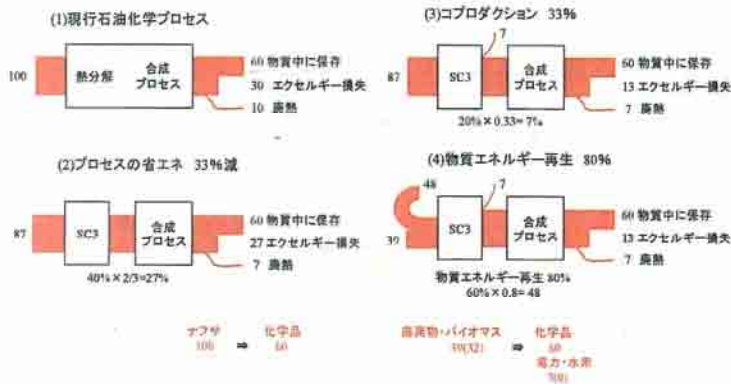 (1)現行石油化学プロセス
100
熱分解
合成
プロセス
60 物質中に保存
30 エクセルギー損失
10 廃熱
(2)プロセスの省エネ 33%減
87
SC3
合成
プロセス
60 物質中に保存
27 エクセルギー損失
7 廃熱
40%×2/3=27%
(3)コプロダクション 33%
87
7
SC3
合成
プロセス
60 物質中に保存
13 エクセルギー損失
7 廃熱
20%×0.33=7%
(4)物質エネルギー再生 80%
48
7
39
SC3
合成
プロセス
60 物質中に保存
13 エクセルギー損失
7 廃熱
物質エネルギー再生 80%
60%×0.8=48
ナフサ ⇒ 化学品
100 60
廃棄物・バイオマス ⇒ 化学品
39(32) 60
電力・水素